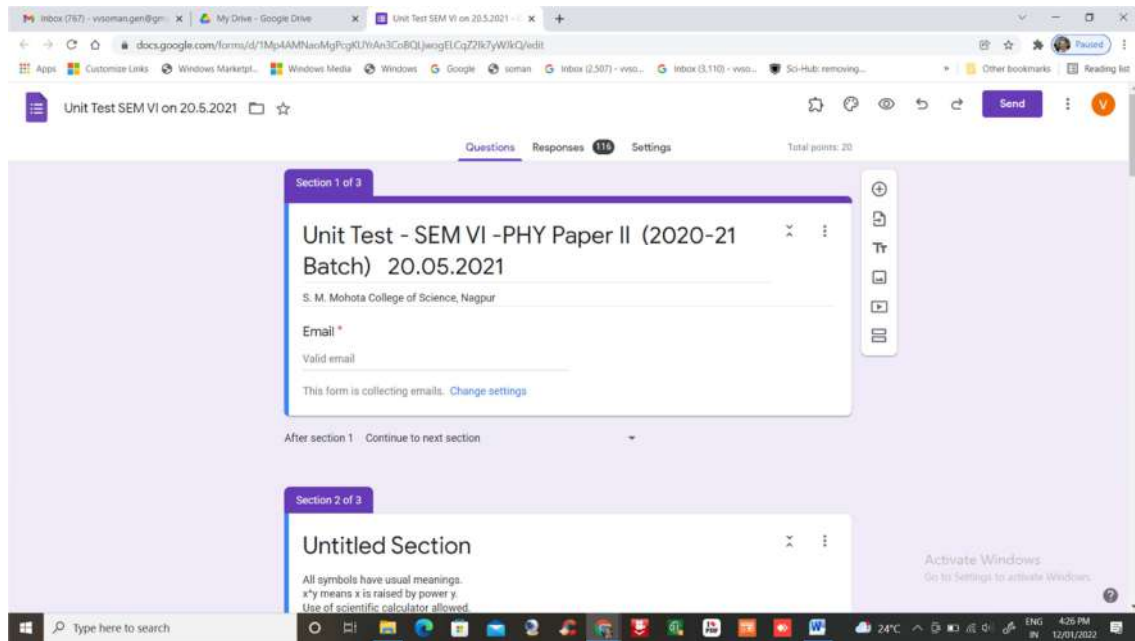 Inbox (767) - vvsoman.gen@gm
My Drive - Google Drive
Unit Test SEM VI on 20.5.2021 -
docs.google.com/forms/d/
Paused
Apps
Customize Links
Windows Marketpl...
Windows Media
Windows
Google
soman
Inbox (2,507) - vvso...
Inbox (3,110) - vvso...
Sci-Hub: removing...
Other bookmarks
Reading list
Unit Test SEM VI on 20.5.2021
Send
V
Questions
Responses 116
Settings
Total points: 20
Section 1 of 3
Unit Test - SEM VI -PHY Paper II (2020-21
Batch) 20.05.2021
S. M. Mohota College of Science, Nagpur
Email *
Valid email
This form is collecting emails. Change settings
After section 1 Continue to next section
Section 2 of 3
Untitled Section
All symbols have usual meanings.
x^y means x is raised by power y.
Use of scientific calculator allowed.
Activate Windows
Go to Settings to activate Windows.
Type here to search
24°C
ENG
IN
4:26 PM
12/01/2022